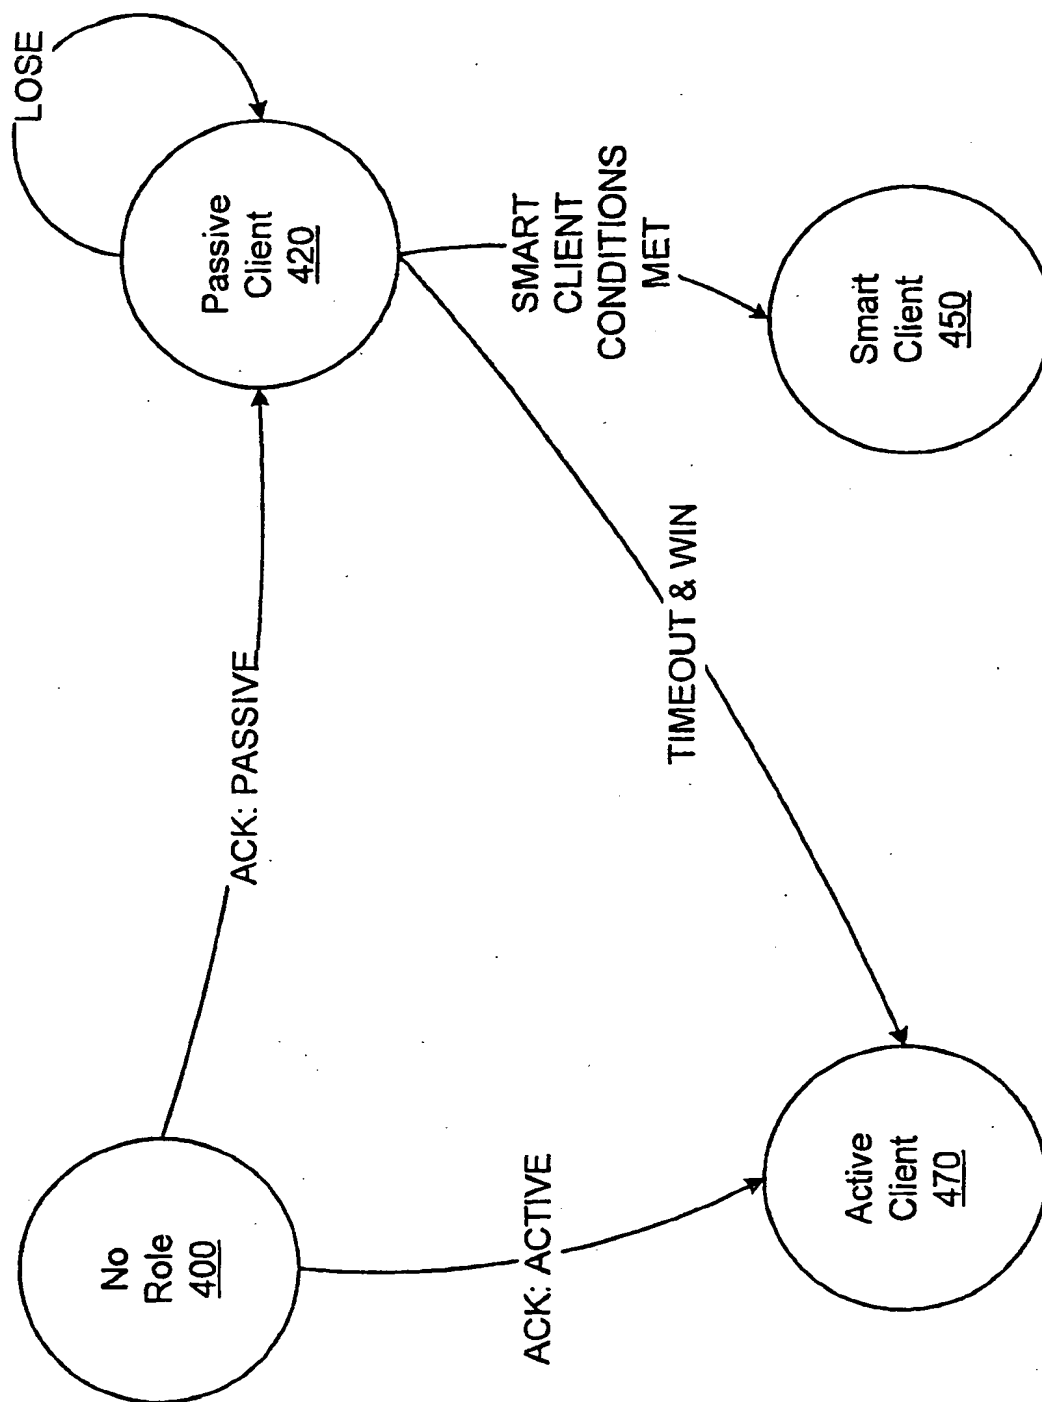 No
Role
400
ACK: PASSIVE
Passive
Client
420
LOSE
ACK: ACTIVE
TIMEOUT & WIN
SMART
CLIENT
CONDITIONS
MET
Active
Client
470
Smart
Client
450